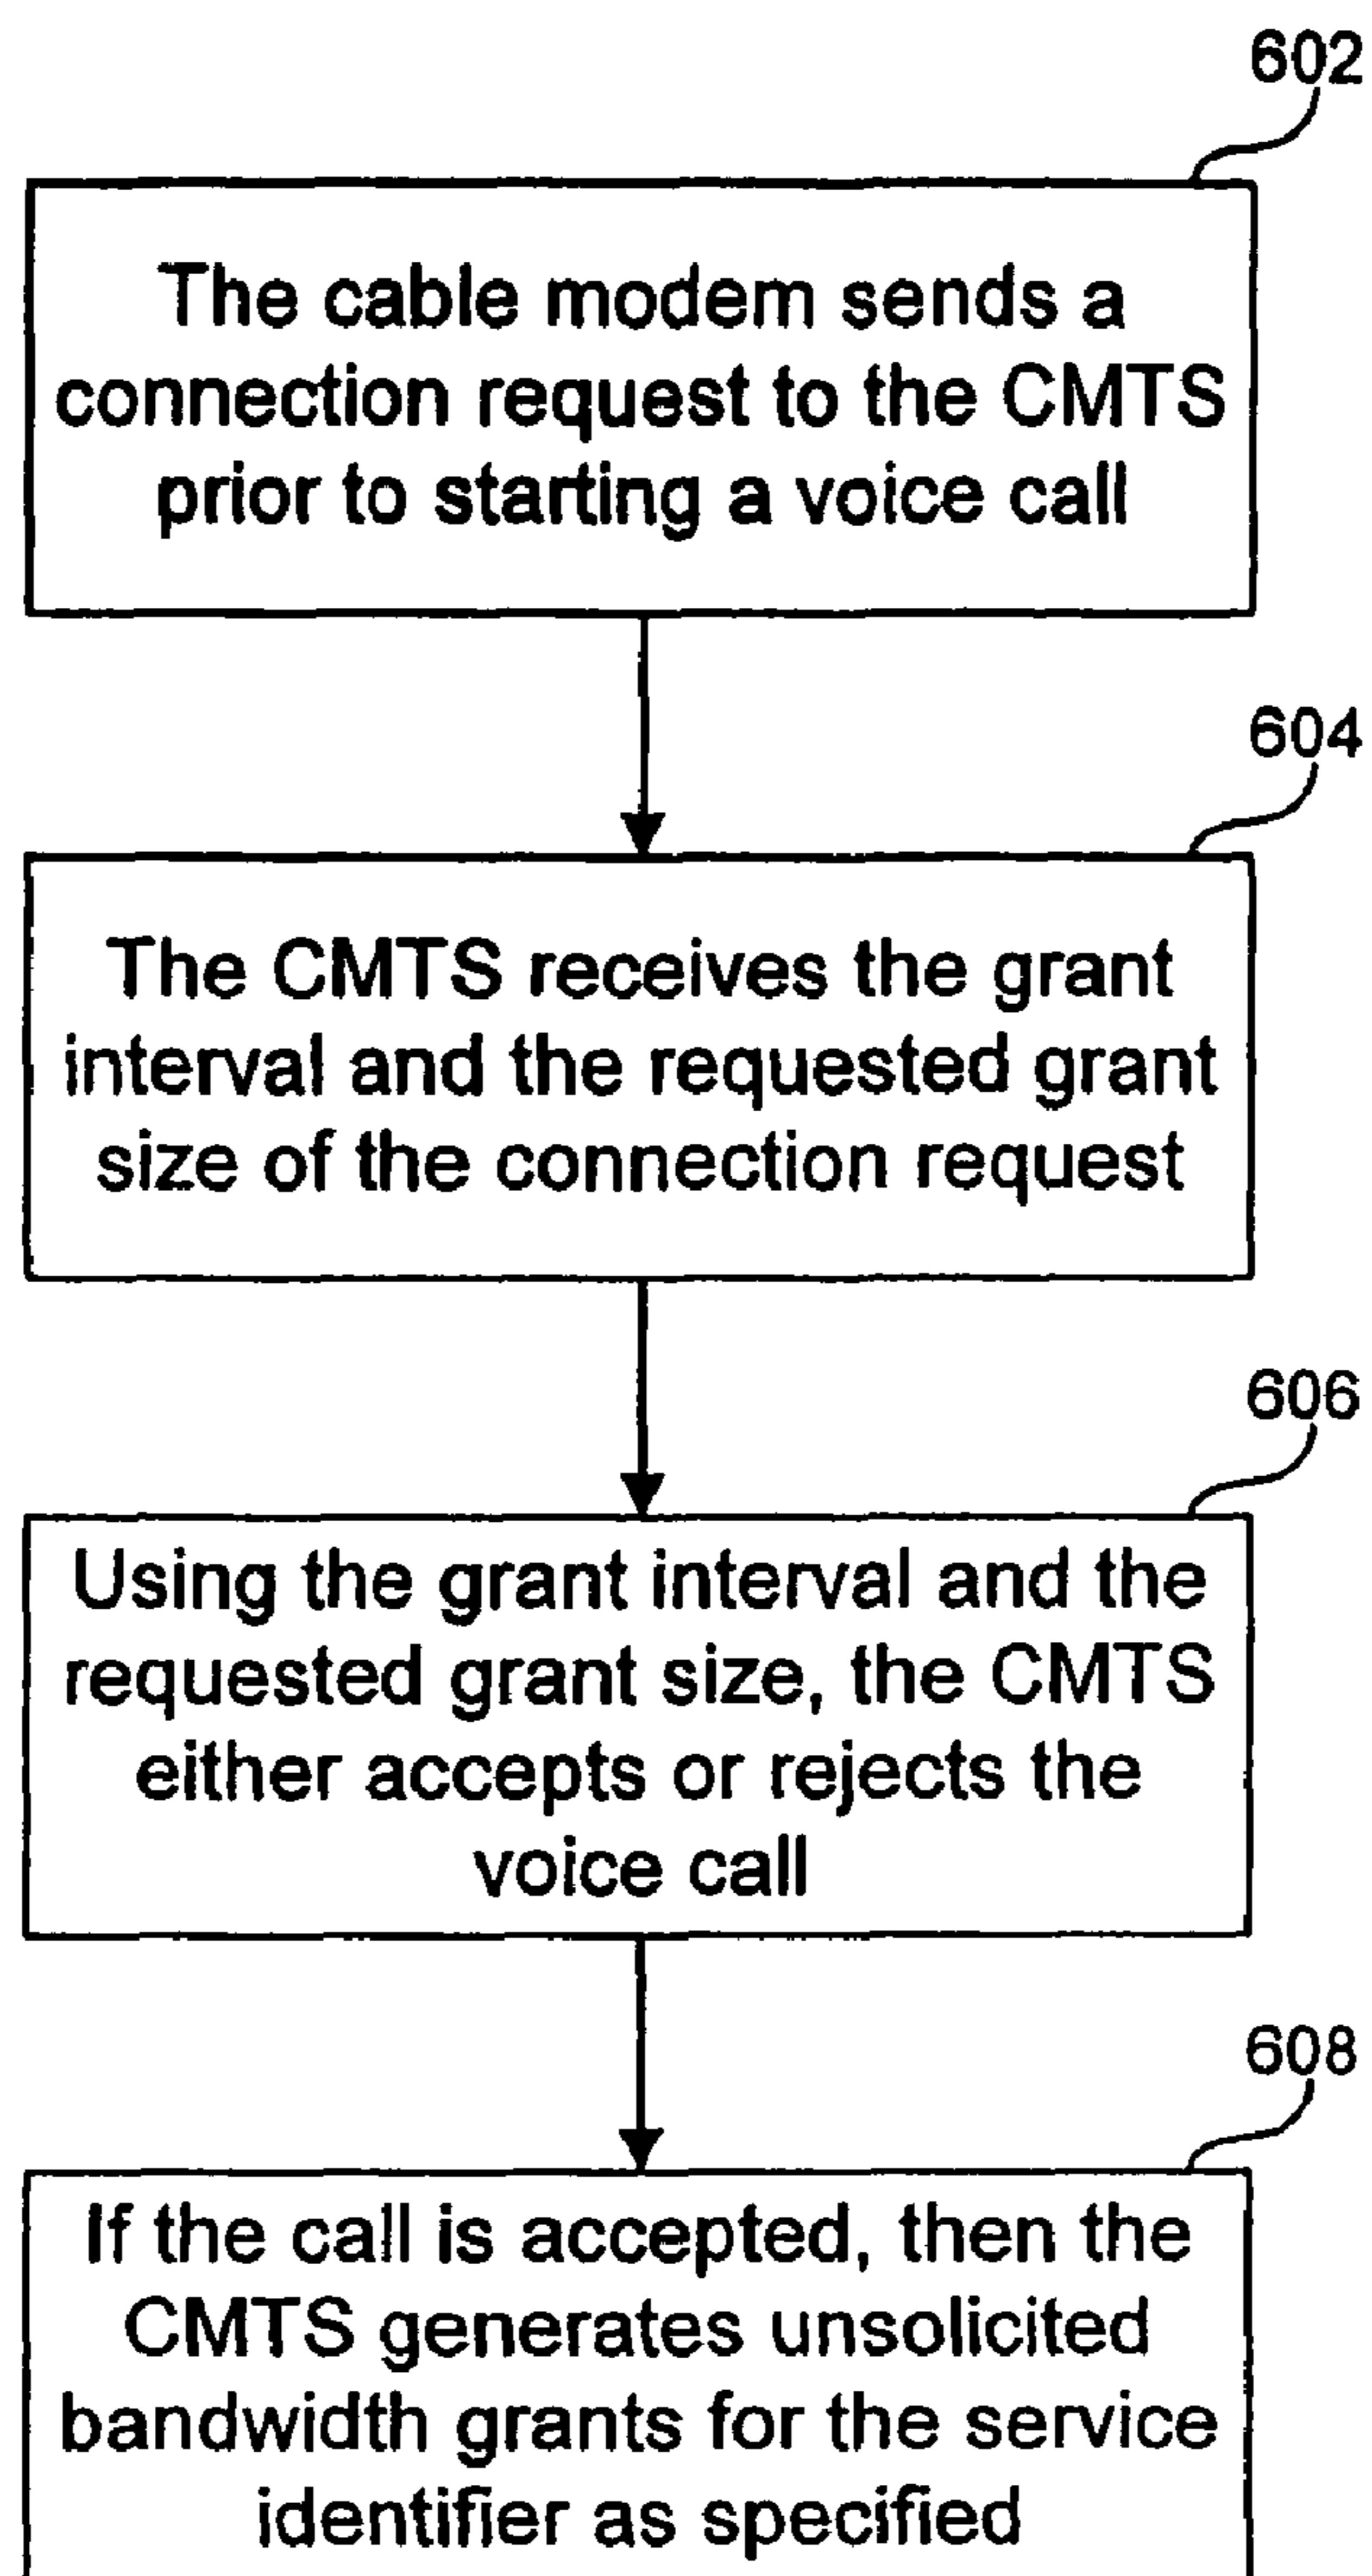 602
The cable modem sends a
connection request to the CMTS
prior to starting a voice call
604
The CMTS receives the grant
interval and the requested grant
size of the connection request
606
Using the grant interval and the
requested grant size, the CMTS
either accepts or rejects the
voice call
608
If the call is accepted, then the
CMTS generates unsolicited
bandwidth grants for the service
identifier as specified